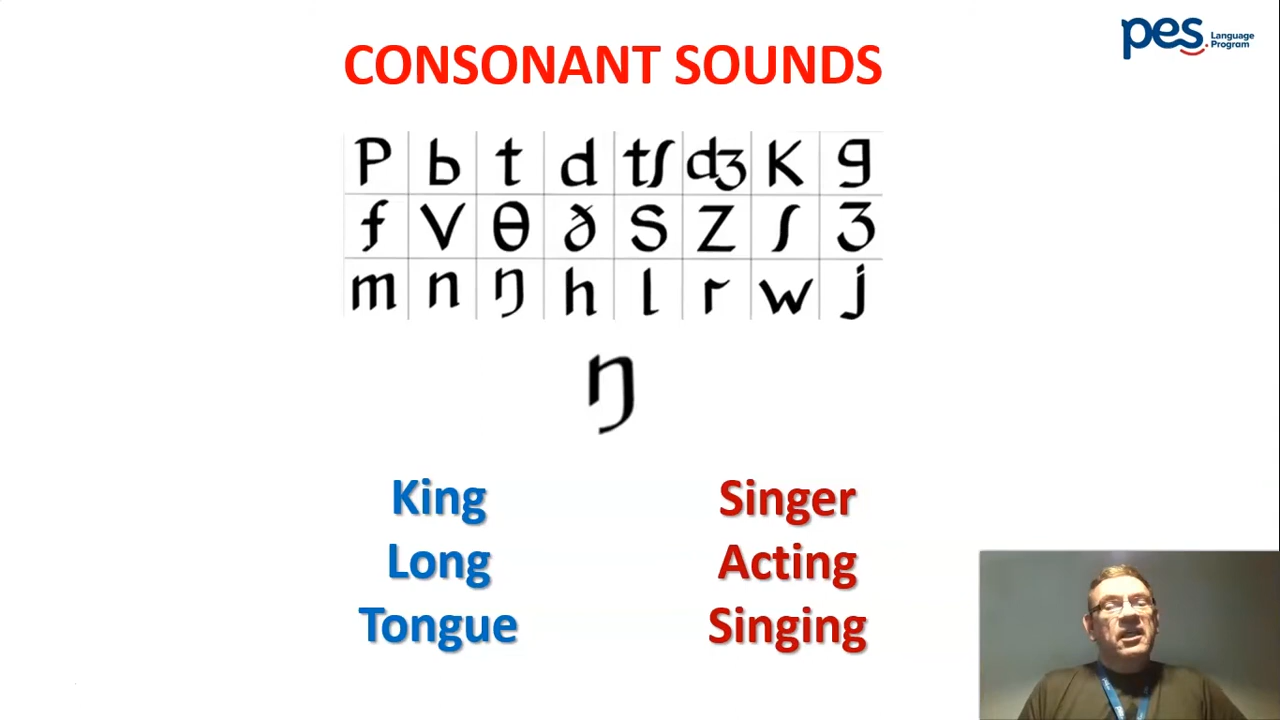 pes. Language
Program
CONSONANT SOUNDS
p b t d tʃ dʒ k g
f v θ ð s z ʃ ʒ
m n ŋ h l r w j
ŋ
King Singer
Long Acting
Tongue Singing